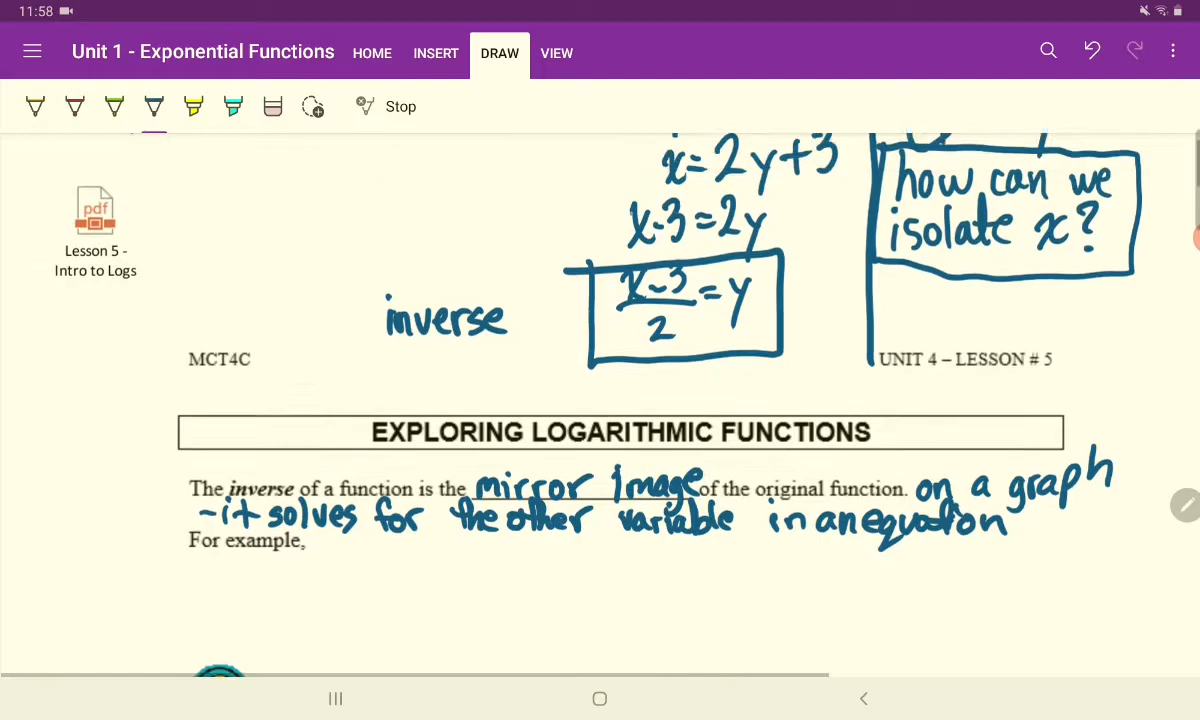 11:58
Unit 1 - Exponential Functions HOME INSERT DRAW VIEW
Stop
pdf
Lesson 5 -
Intro to Logs
x=2y+3
x-3=2y
x-3
2
=y
inverse
how can we
isolate x?
MCT4C UNIT 4 – LESSON # 5
EXPLORING LOGARITHMIC FUNCTIONS
The inverse of a function is the mirror image of the original function. on a graph
-it solves for the other variable in an equation
For example,